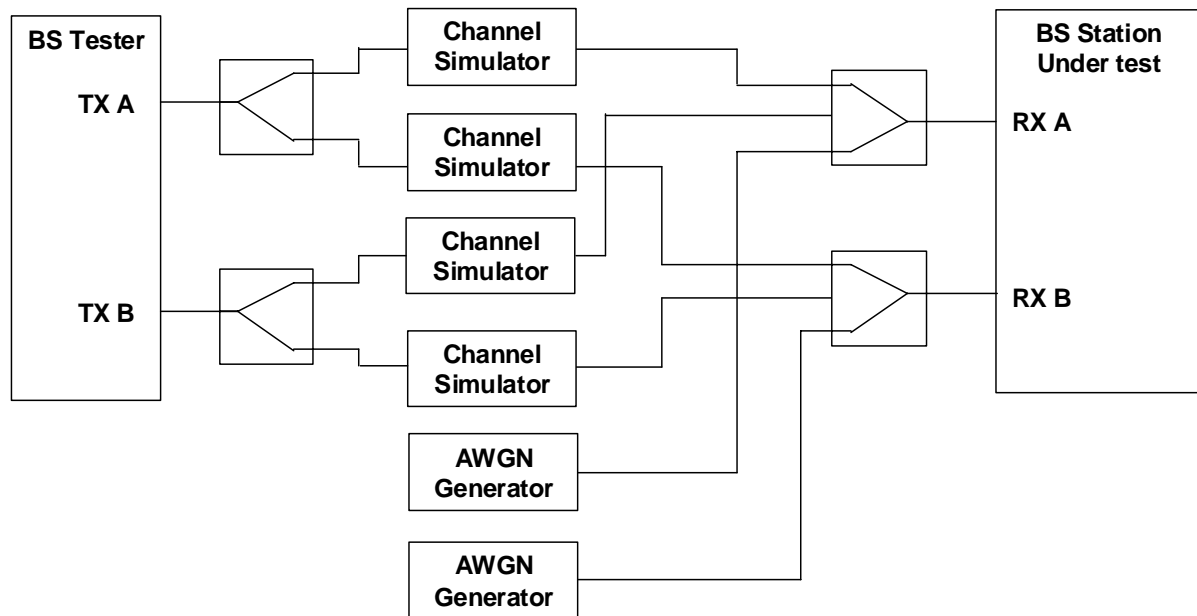 BS Tester
TX A
TX B
Channel
Simulator
Channel
Simulator
Channel
Simulator
Channel
Simulator
AWGN
Generator
AWGN
Generator
BS Station
Under test
RX A
RX B